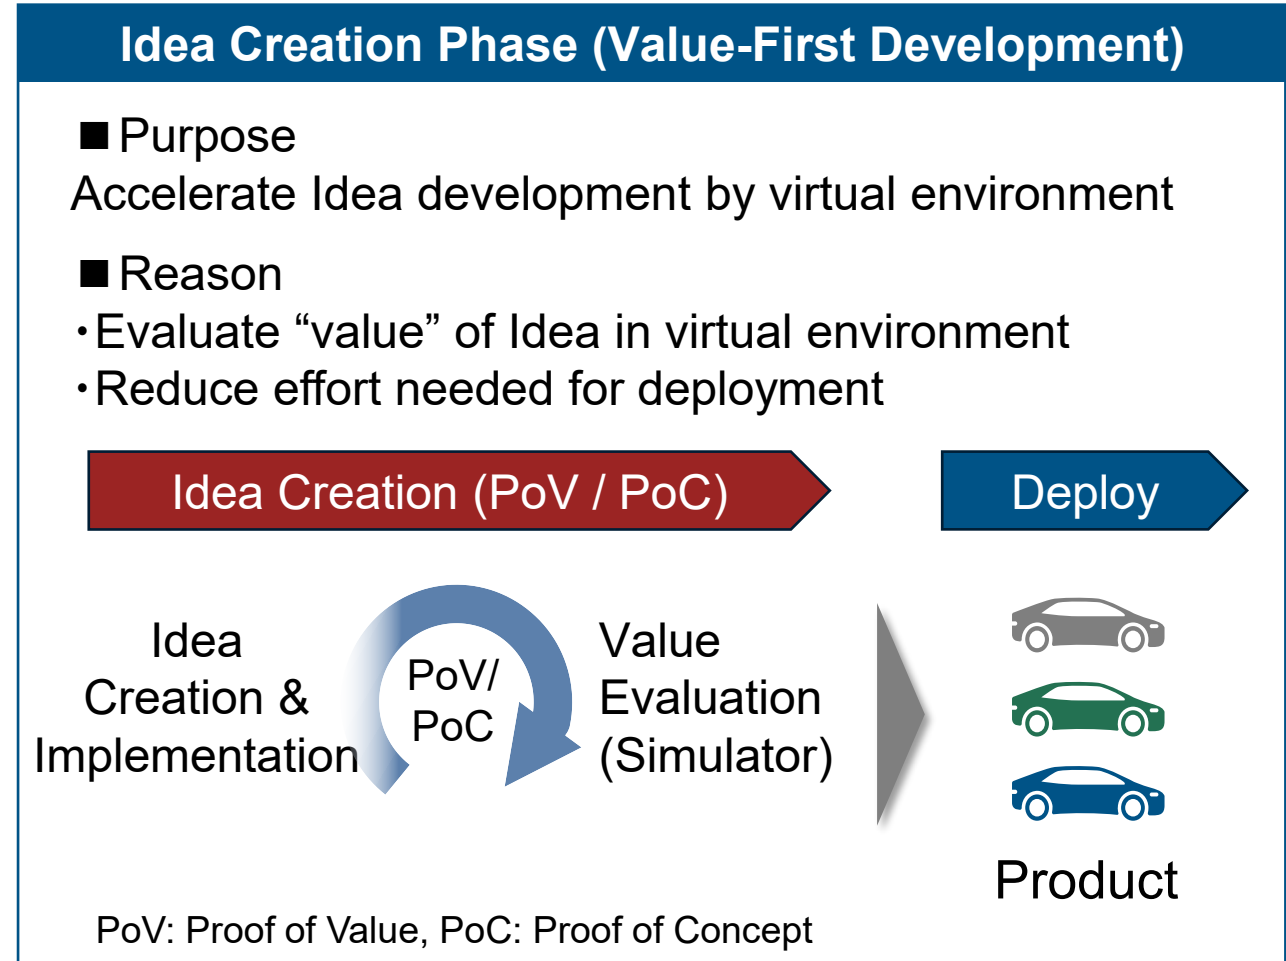 Idea Creation Phase (Value-First Development)
■ Purpose
Accelerate Idea development by virtual environment
■ Reason
・Evaluate “value” of Idea in virtual environment
・Reduce effort needed for deployment
Idea Creation (PoV / PoC)
Deploy
Idea
Creation &
Implementation
PoV/
PoC
Value
Evaluation
(Simulator)
Product
PoV: Proof of Value, PoC: Proof of Concept